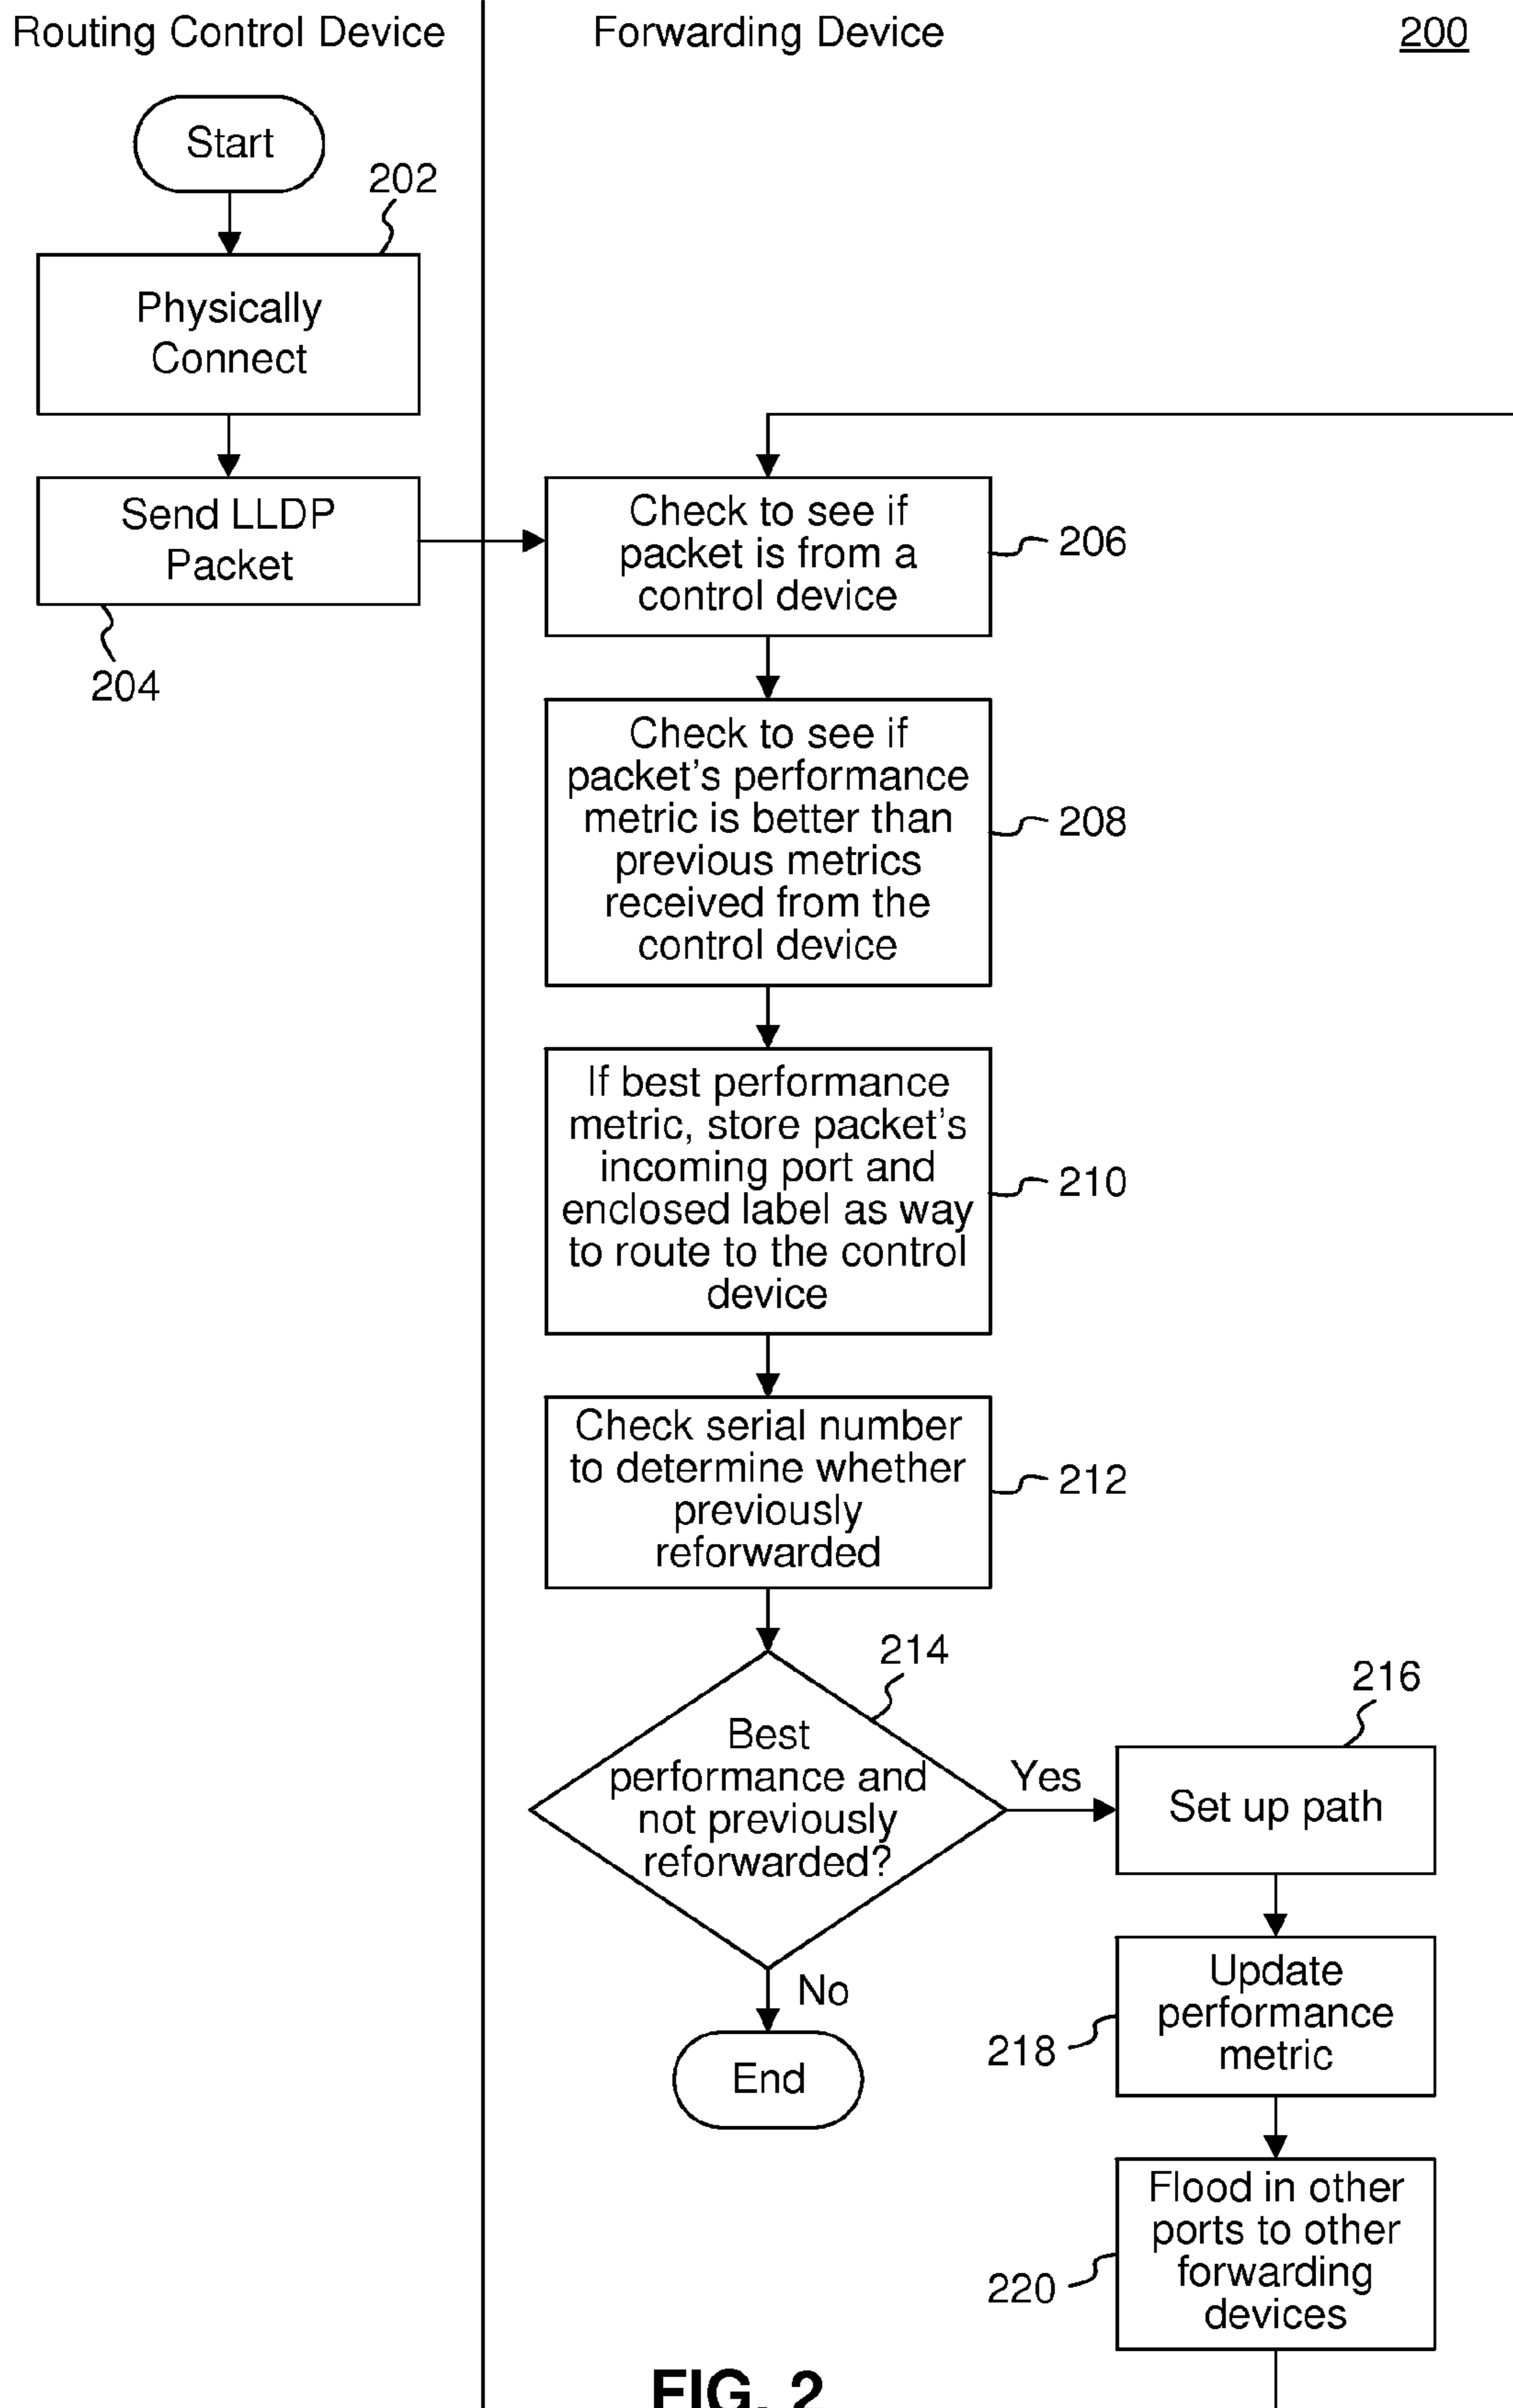 Routing Control Device
Forwarding Device
200
Start
202
Physically
Connect
Send LLDP
Packet
204
Check to see if
packet is from a
control device
206
Check to see if
packet's performance
metric is better than
previous metrics
received from the
control device
208
If best performance
metric, store packet's
incoming port and
enclosed label as way
to route to the control
device
210
Check serial number
to determine whether
previously
reforwarded
212
214
Best
performance and
not previously
reforwarded?
Yes
No
End
216
Set up path
Update
performance
metric
218
Flood in other
ports to other
forwarding
devices
220
FIG. 2